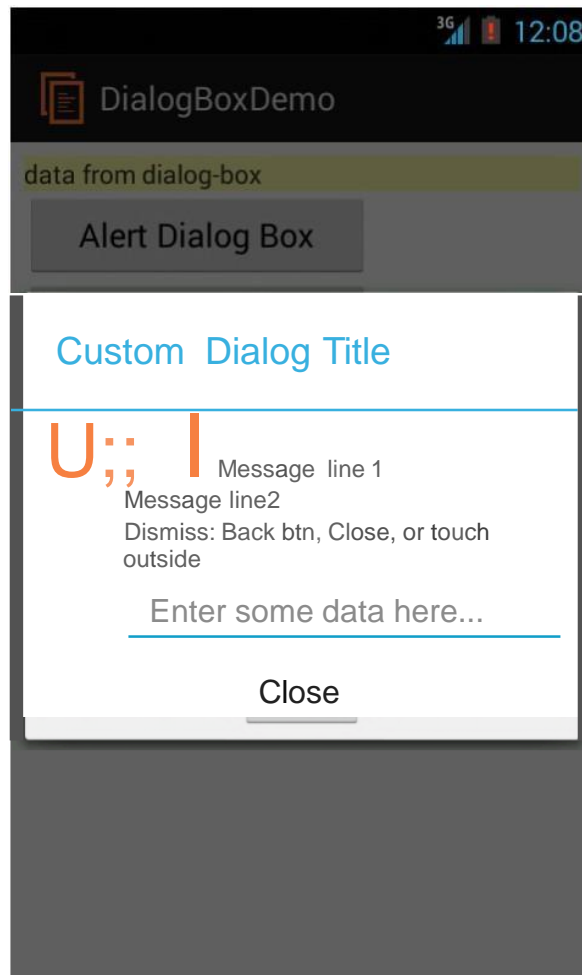 3G 12:08
DialogBoxDemo
data from dialog-box
Alert Dialog Box
Custom Dialog Title
U;; I Message line 1
Message line2
Dismiss: Back btn, Close, or touch
outside
Enter some data here...
Close